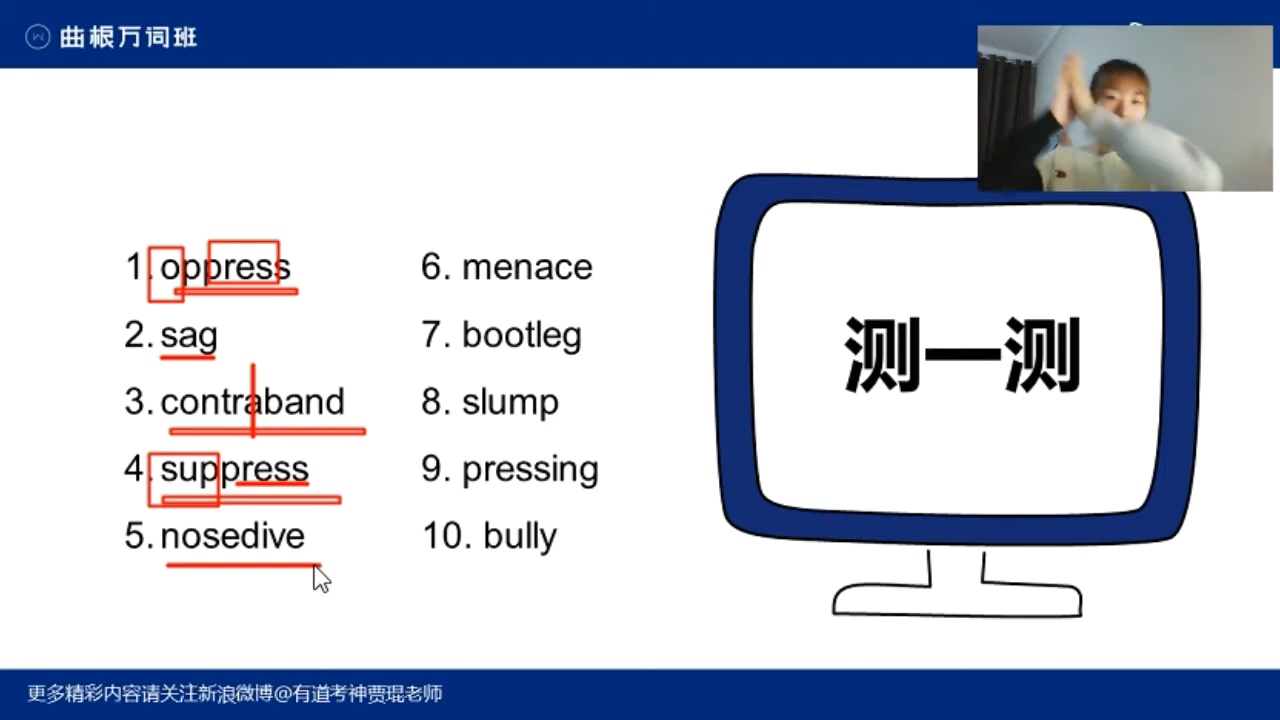 曲根万词班
1. oppress
2. sag
3. contraband
4. suppress
5. nosedive
6. menace
7. bootleg
8. slump
9. pressing
10. bully
测一测
更多精彩内容请关注新浪微博@有道考神贾琨老师